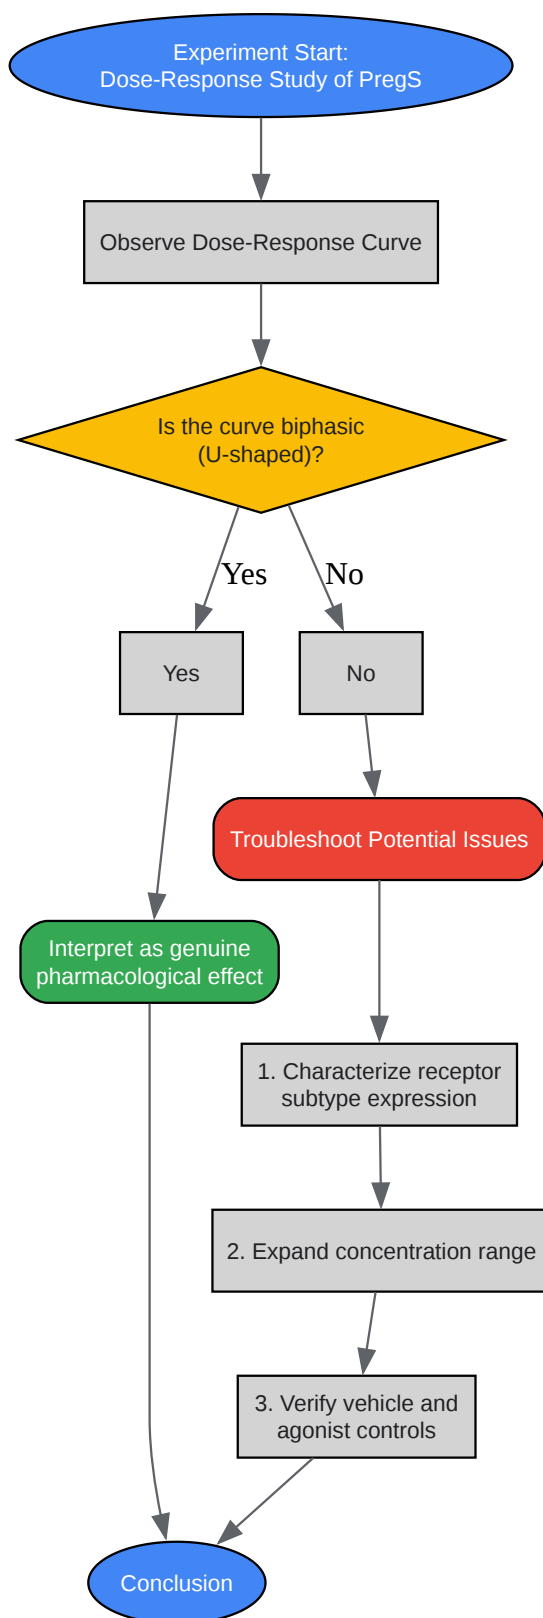 Experiment Start:
Dose-Response Study of PregS
Observe Dose-Response Curve
Is the curve biphasic
(U-shaped)?
Yes
No
Yes
No
Troubleshoot Potential Issues
Interpret as genuine
pharmacological effect
1. Characterize receptor
subtype expression
2. Expand concentration range
3. Verify vehicle and
agonist controls
Conclusion